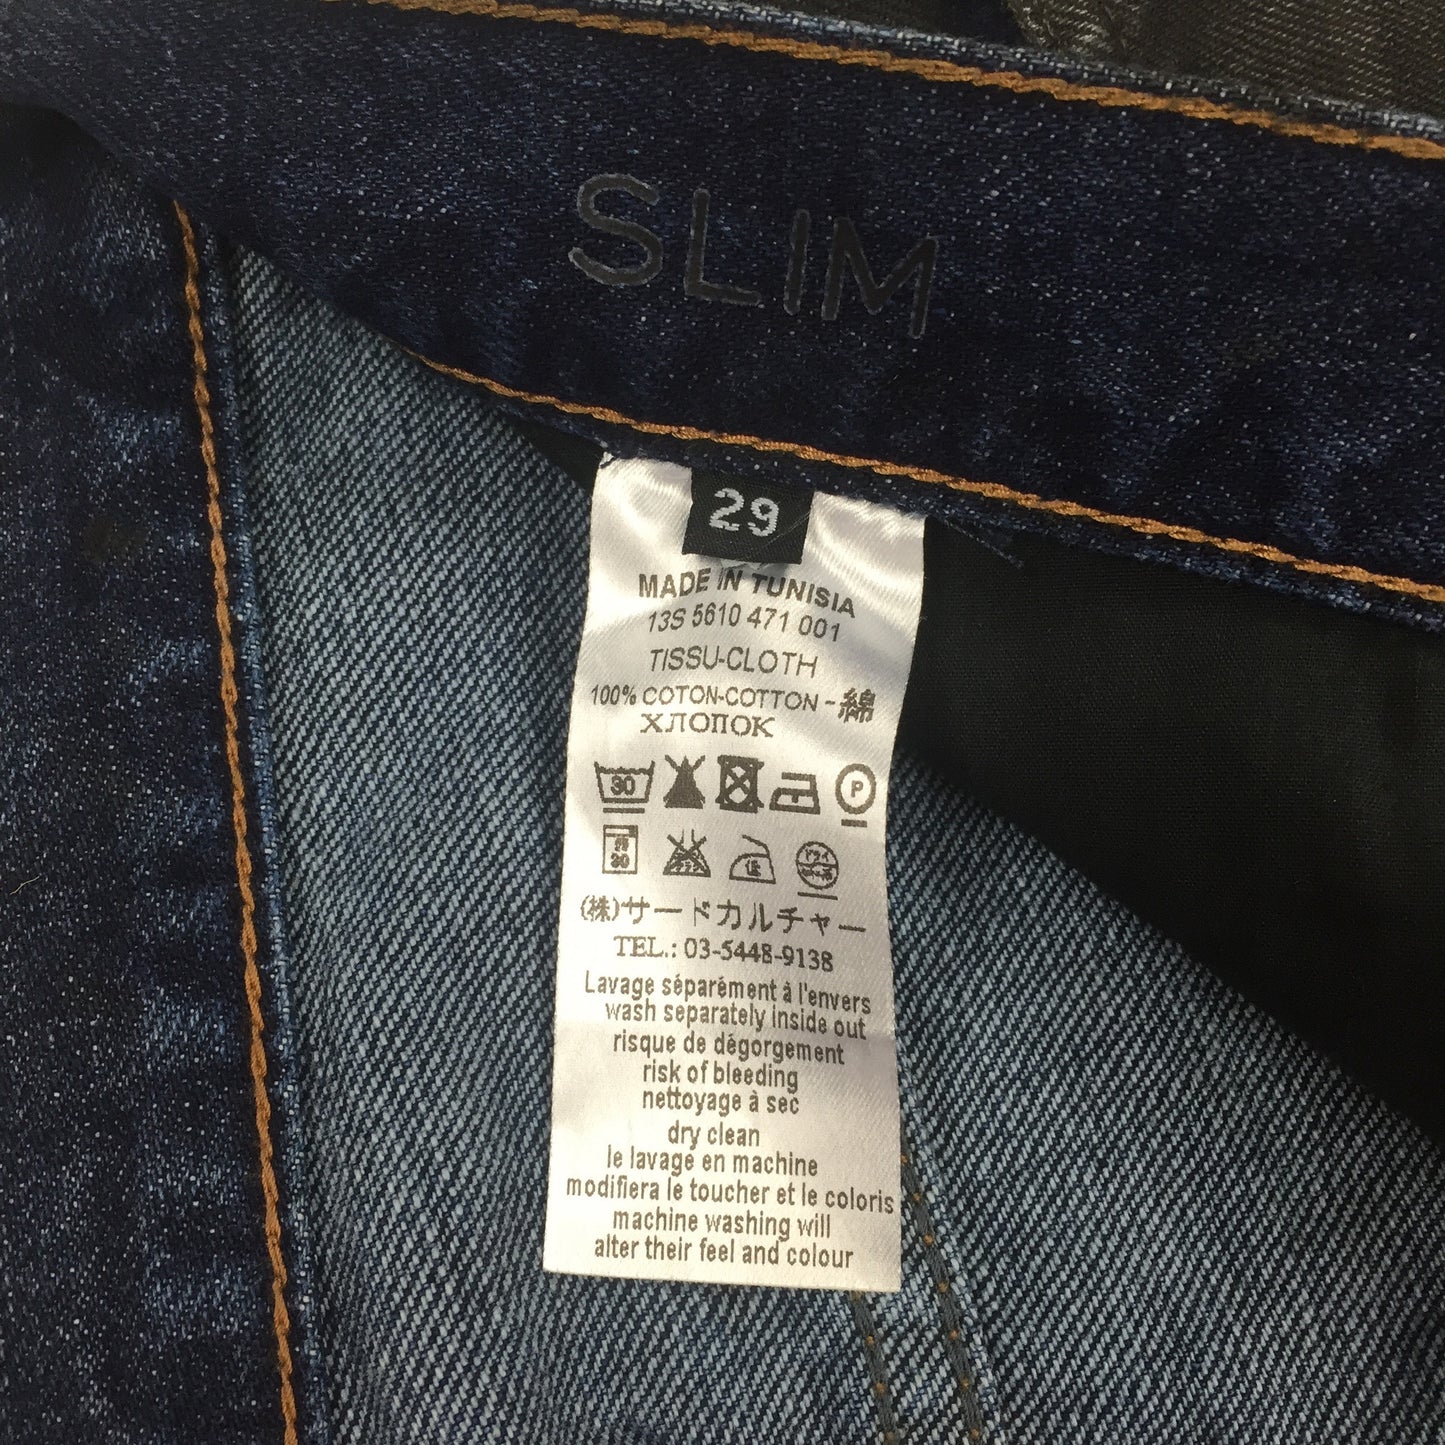 SLIM
29
MADE IN TUNISIA
13S 5610 471 001
TISSU-CLOTH
100% COTON-COTTON - 綿
ХЛОПОК
30
P
30
(株)サードカルチャー
TEL.: 03-5448-9138
Lavage séparément à l'envers
wash separately inside out
risque de dégorgement
risk of bleeding
nettoyage à sec
dry clean
le lavage en machine
modifiera le toucher et le coloris
machine washing will
alter their feel and colour